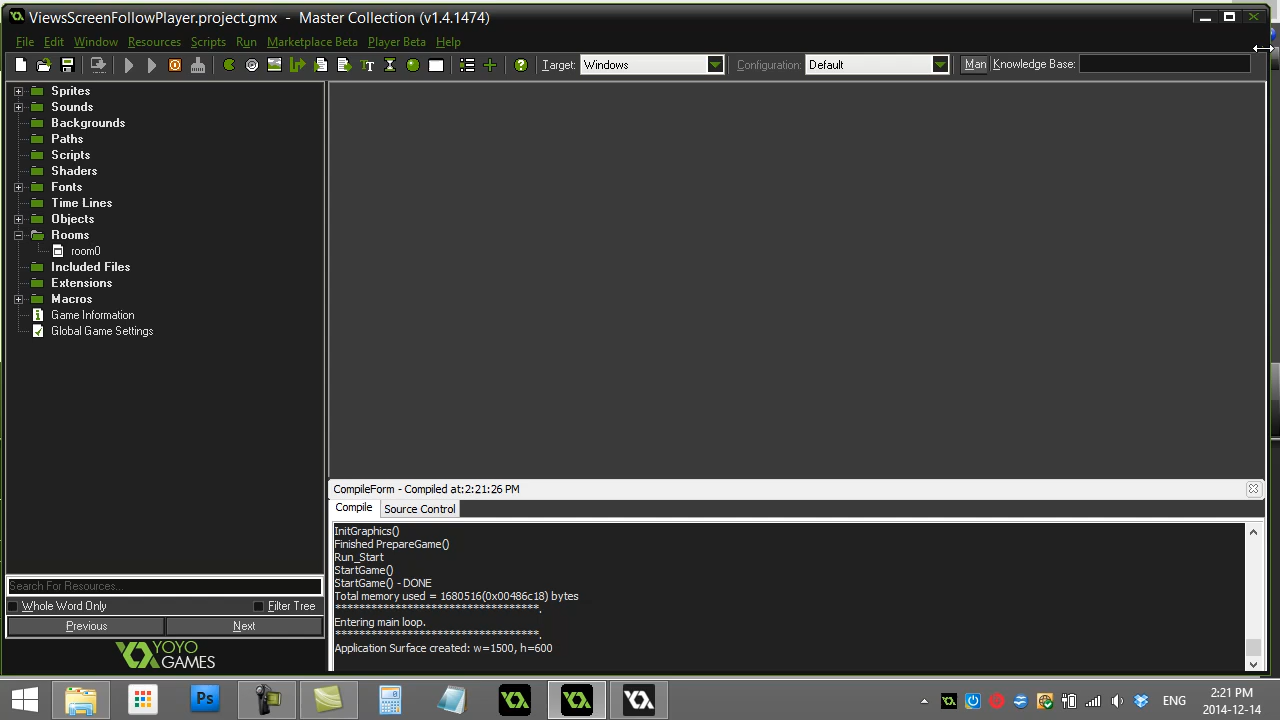 ViewsScreenFollowPlayer.project.gmx - Master Collection (v1.4.1474)
File Edit Window Resources Scripts Run Marketplace Beta Player Beta Help
Target: Windows Configuration: Default Man Knowledge Base:
Sprites
Sounds
Backgrounds
Paths
Scripts
Shaders
Fonts
Time Lines
Objects
Rooms
room0
Included Files
Extensions
Macros
Game Information
Global Game Settings
Search For Resources...
Whole Word Only Filter Tree
Previous Next
YOYO
GAMES
CompileForm - Compiled at:2:21:26 PM
Compile Source Control
InitGraphics()
Finished PrepareGame()
Run_Start
StartGame()
StartGame() - DONE
Total memory used = 1680516(0x00486c18) bytes
**********************************.
Entering main loop.
**********************************.
Application Surface created: w=1500, h=600
Ps
ENG
2:21 PM
2014-12-14